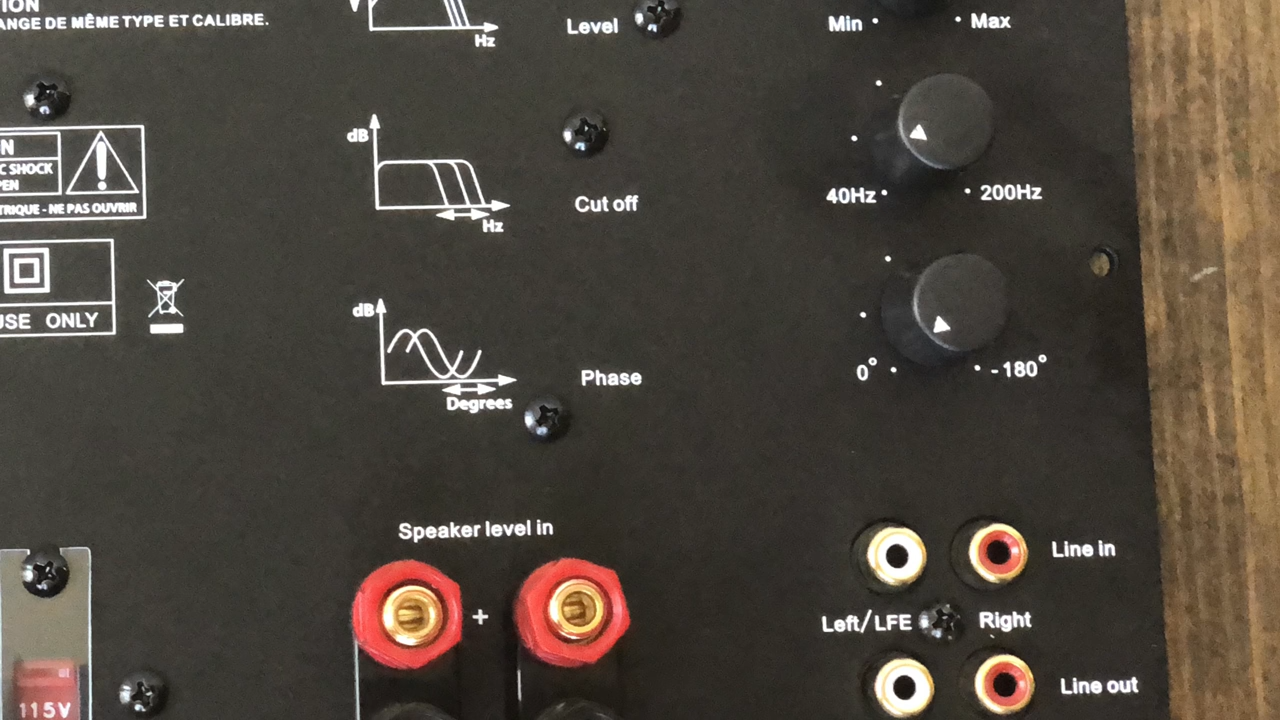 ION
ANGE DE MÊME TYPE ET CALIBRE.
Hz
Level
Min
Max
N
C SHOCK
PEN
TRIQUE - NE PAS OUVRIR
dB
Hz
Cut off
40Hz
200Hz
USE ONLY
dB
Degrees
Phase
0°
-180°
Speaker level in
+
Line in
Left/LFE
Right
Line out
115V